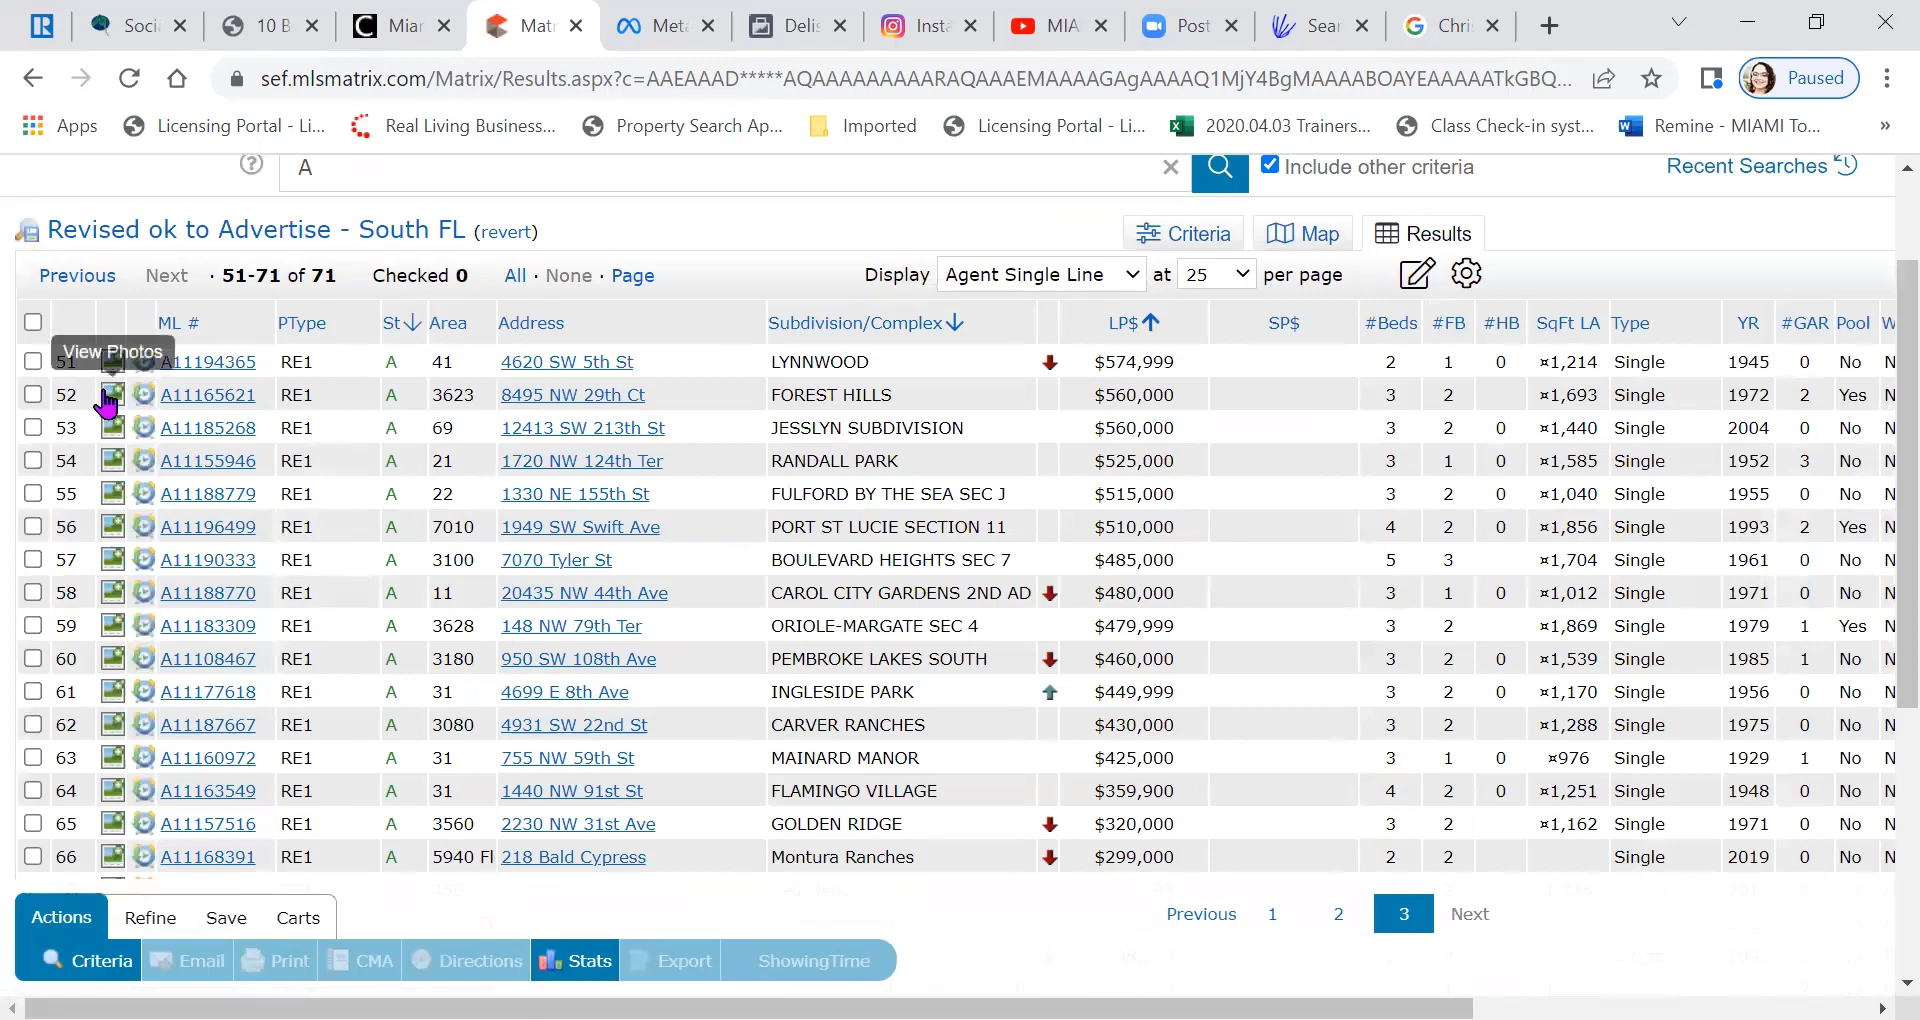 Socia
10 B
Miar
Matr
Meta
Delis
Insta
MIA
Post
Sear
Chri
sef.mlsmatrix.com/Matrix/Results.aspx?c=AAEAAAD*****AQAAAAAAAAARAQAAAEMAAAAGAgAAAAQ1MjY4BgMAAAABOAYEAAAAATkGBQ...
Paused
Apps Licensing Portal - Li... Real Living Business... Property Search Ap... Imported Licensing Portal - Li... 2020.04.03 Trainers... Class Check-in syst... Remine - MIAMI To... »
A Include other criteria Recent Searches
Revised ok to Advertise - South FL (revert) Criteria Map Results
Previous Next · 51-71 of 71 Checked 0 All · None · Page Display Agent Single Line at 25 per page
ML # PType St Area Address Subdivision/Complex LP$ SP$ #Beds #FB #HB SqFt LA Type YR #GAR Pool W
View Photos
51 A11194365 RE1 A 41 4620 SW 5th St LYNNWOOD $574,999 2 1 0 ¤1,214 Single 1945 0 No N
52 A11165621 RE1 A 3623 8495 NW 29th Ct FOREST HILLS $560,000 3 2 ¤1,693 Single 1972 2 Yes N
53 A11185268 RE1 A 69 12413 SW 213th St JESSLYN SUBDIVISION $560,000 3 2 0 ¤1,440 Single 2004 0 No N
54 A11155946 RE1 A 21 1720 NW 124th Ter RANDALL PARK $525,000 3 1 0 ¤1,585 Single 1952 3 No N
55 A11188779 RE1 A 22 1330 NE 155th St FULFORD BY THE SEA SEC J $515,000 3 2 0 ¤1,040 Single 1955 0 No N
56 A11196499 RE1 A 7010 1949 SW Swift Ave PORT ST LUCIE SECTION 11 $510,000 4 2 0 ¤1,856 Single 1993 2 Yes N
57 A11190333 RE1 A 3100 7070 Tyler St BOULEVARD HEIGHTS SEC 7 $485,000 5 3 ¤1,704 Single 1961 0 No N
58 A11188770 RE1 A 11 20435 NW 44th Ave CAROL CITY GARDENS 2ND AD $480,000 3 1 0 ¤1,012 Single 1971 0 No N
59 A11183309 RE1 A 3628 148 NW 79th Ter ORIOLE-MARGATE SEC 4 $479,999 3 2 ¤1,869 Single 1979 1 Yes N
60 A11108467 RE1 A 3180 950 SW 108th Ave PEMBROKE LAKES SOUTH $460,000 3 2 0 ¤1,539 Single 1985 1 No N
61 A11177618 RE1 A 31 4699 E 8th Ave INGLESIDE PARK $449,999 3 2 0 ¤1,170 Single 1956 0 No N
62 A11187667 RE1 A 3080 4931 SW 22nd St CARVER RANCHES $430,000 3 2 ¤1,288 Single 1975 0 No N
63 A11160972 RE1 A 31 755 NW 59th St MAINARD MANOR $425,000 3 1 0 ¤976 Single 1929 1 No N
64 A11163549 RE1 A 31 1440 NW 91st St FLAMINGO VILLAGE $359,900 4 2 0 ¤1,251 Single 1948 0 No N
65 A11157516 RE1 A 3560 2230 NW 31st Ave GOLDEN RIDGE $320,000 3 2 ¤1,162 Single 1971 0 No N
66 A11168391 RE1 A 5940 Fl 218 Bald Cypress Montura Ranches $299,000 2 2 Single 2019 0 No N
Actions Refine Save Carts Previous 1 2 3 Next
Criteria Email Print CMA Directions Stats Export ShowingTime